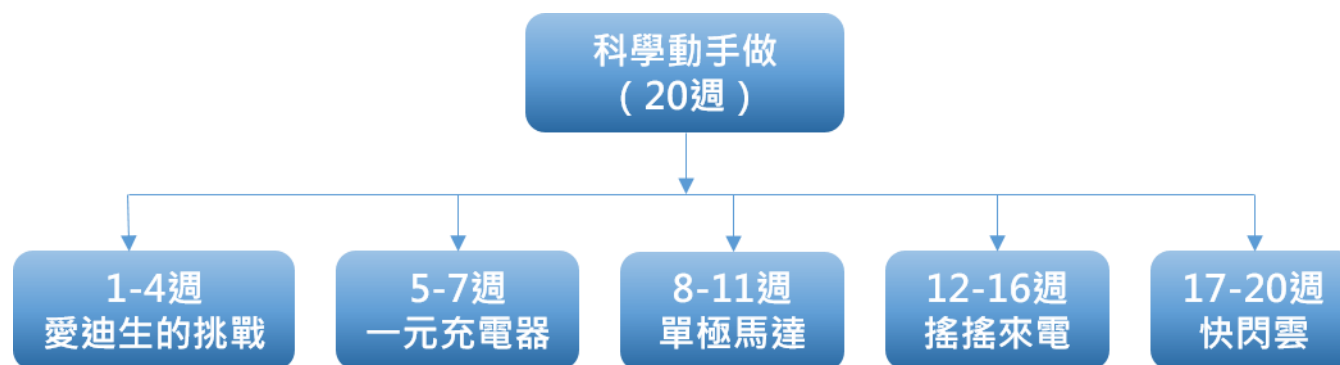 科學動手做
（20週）
1-4週
愛迪生的挑戰
5-7週
一元充電器
8-11週
單極馬達
12-16週
搖搖來電
17-20週
快閃雲